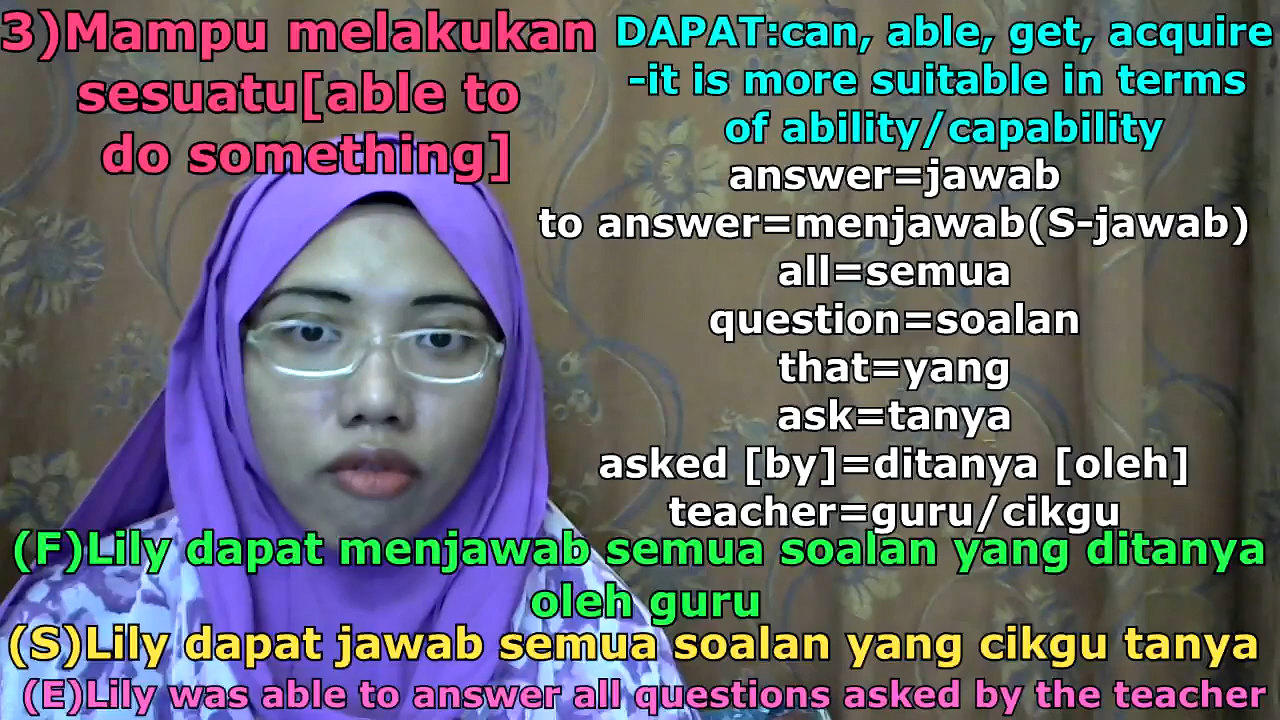 3)Mampu melakukan
sesuatu[able to
do something]
DAPAT:can, able, get, acquire
-it is more suitable in terms
of ability/capability
answer=jawab
to answer=menjawab(S-jawab)
all=semua
question=soalan
that=yang
ask=tanya
asked [by]=ditanya [oleh]
teacher=guru/cikgu
(F)Lily dapat menjawab semua soalan yang ditanya
oleh guru
(S)Lily dapat jawab semua soalan yang cikgu tanya
(E)Lily was able to answer all questions asked by the teacher